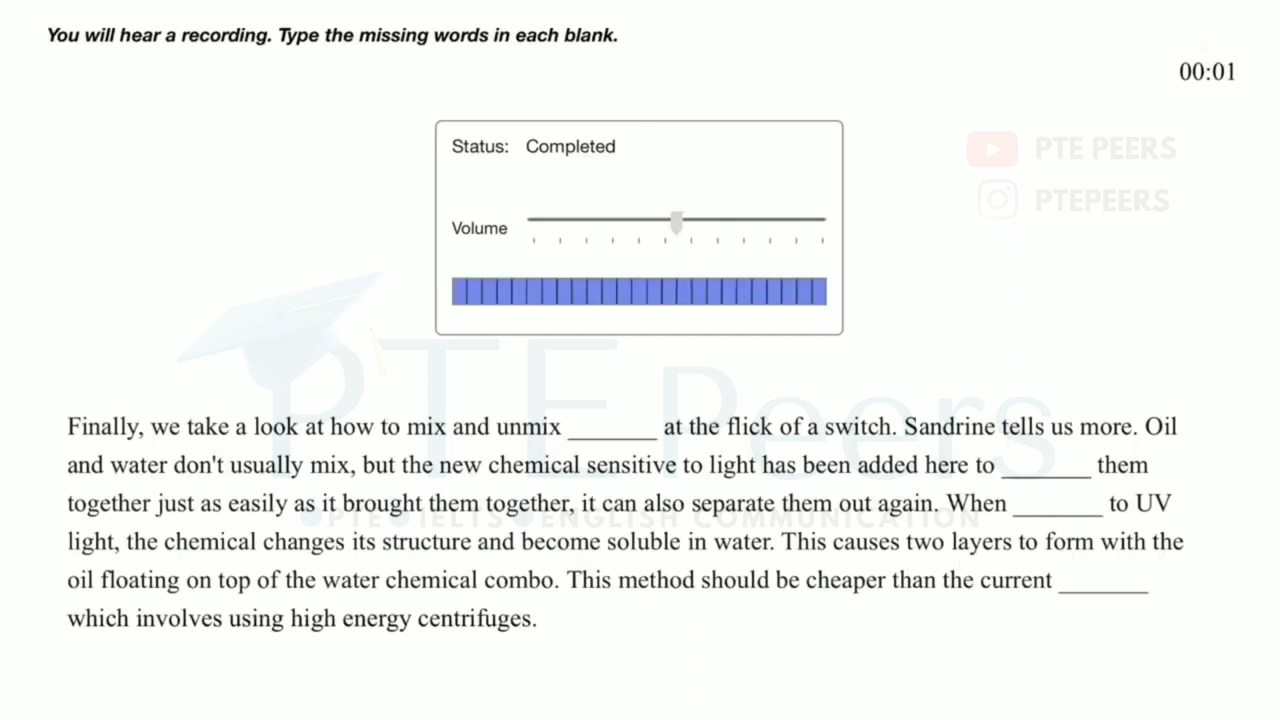 You will hear a recording. Type the missing words in each blank.
00:01
Status: Completed
PTE PEERS
PTEPEERS
Volume
PTE Peers
Finally, we take a look at how to mix and unmix _______ at the flick of a switch. Sandrine tells us more. Oil
and water don't usually mix, but the new chemical sensitive to light has been added here to _______ them
together just as easily as it brought them together, it can also separate them out again. When _______ to UV
PTE IELTS ENGLISH COMMUNICATION
light, the chemical changes its structure and become soluble in water. This causes two layers to form with the
oil floating on top of the water chemical combo. This method should be cheaper than the current _______
which involves using high energy centrifuges.